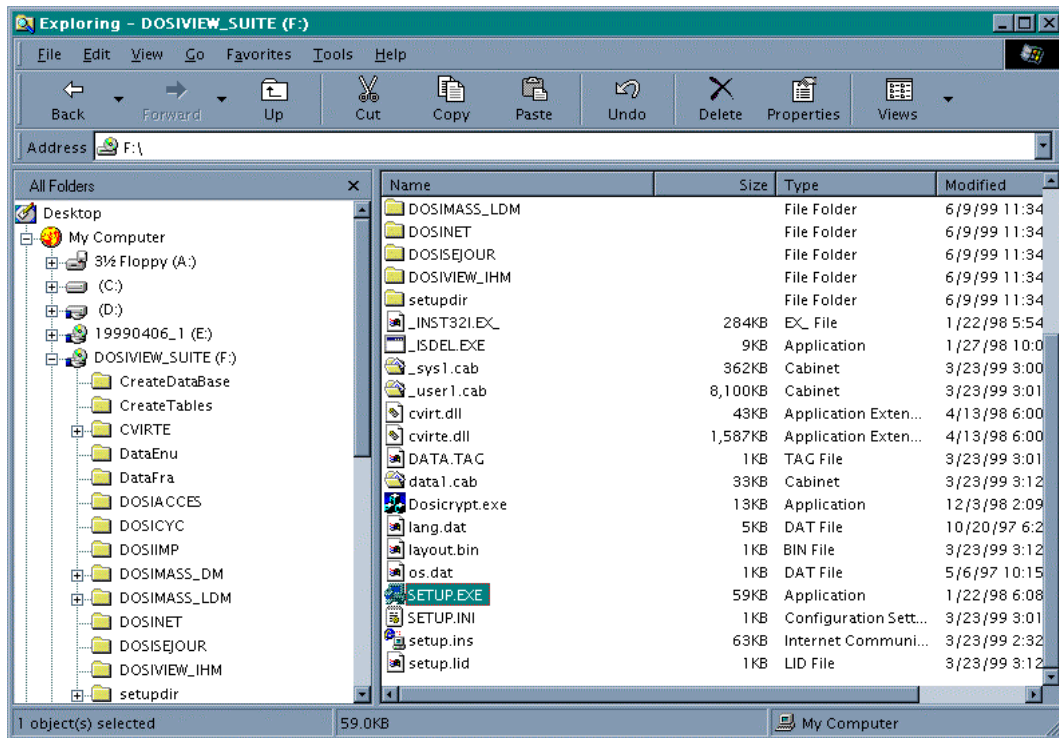 Exploring - DOSIVIEW_SUITE (F:)
File Edit View Go Favorites Tools Help
Back Forward Up Cut Copy Paste Undo Delete Properties Views
Address F:\
All Folders
Desktop
My Computer
3½ Floppy (A:)
(C:)
(D:)
19990406_1 (E:)
DOSIVIEW_SUITE (F:)
CreateDataBase
CreateTables
CVIRTE
DataEnu
DataFra
DOSIACCES
DOSICYC
DOSIIMP
DOSIMASS_DM
DOSIMASS_LDM
DOSINET
DOSISEJOUR
DOSIVIEW_IHM
setupdir
Name Size Type Modified
DOSIMASS_LDM File Folder 6/9/99 11:34
DOSINET File Folder 6/9/99 11:34
DOSISEJOUR File Folder 6/9/99 11:34
DOSIVIEW_IHM File Folder 6/9/99 11:34
setupdir File Folder 6/9/99 11:34
_INST32I.EX_ 284KB EX_ File 1/22/98 5:54
_ISDEL.EXE 9KB Application 1/27/98 10:0
_sys1.cab 362KB Cabinet 3/23/99 3:00
_user1.cab 8,100KB Cabinet 3/23/99 3:01
cvirt.dll 43KB Application Exten... 4/13/98 6:00
cvirte.dll 1,587KB Application Exten... 4/13/98 6:00
DATA.TAG 1KB TAG File 3/23/99 3:01
data1.cab 33KB Cabinet 3/23/99 3:12
Dosicrypt.exe 13KB Application 12/3/98 2:09
lang.dat 5KB DAT File 10/20/97 6:2
layout.bin 1KB BIN File 3/23/99 3:12
os.dat 1KB DAT File 5/6/97 10:15
SETUP.EXE 59KB Application 1/22/98 6:08
SETUP.INI 1KB Configuration Sett... 3/23/99 3:01
setup.ins 63KB Internet Communi... 3/23/99 2:32
setup.lid 1KB LID File 3/23/99 3:12
1 object(s) selected 59.0KB My Computer